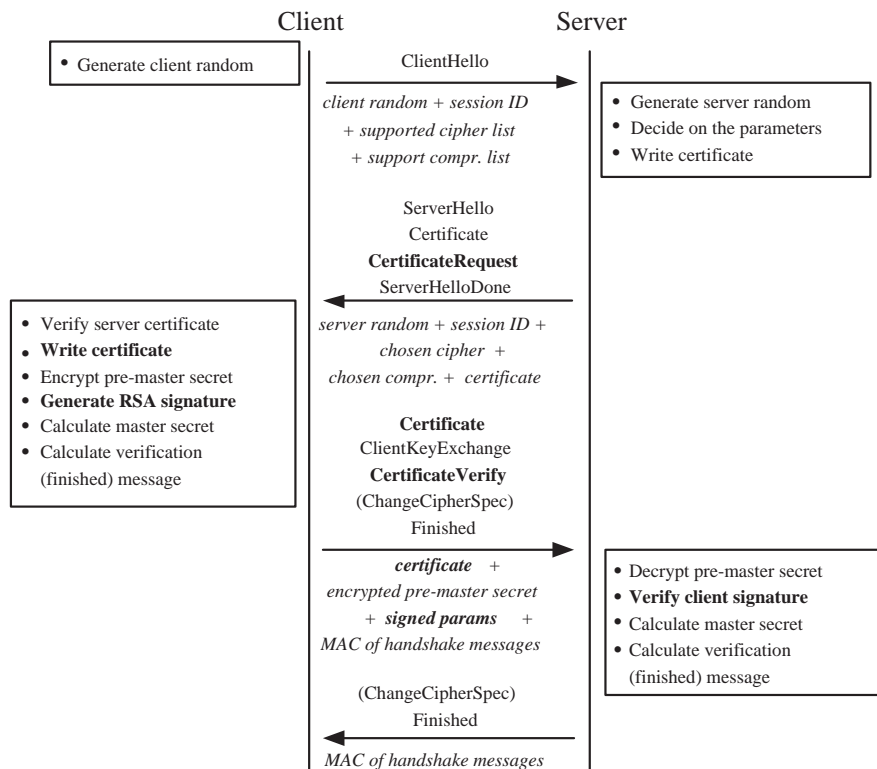 Client
Server
• Generate client random
ClientHello
client random + session ID
+ supported cipher list
+ support compr. list
• Generate server random
• Decide on the parameters
• Write certificate
ServerHello
Certificate
CertificateRequest
ServerHelloDone
server random + session ID +
chosen cipher +
chosen compr. + certificate
• Verify server certificate
• Write certificate
• Encrypt pre-master secret
• Generate RSA signature
• Calculate master secret
• Calculate verification
(finished) message
Certificate
ClientKeyExchange
CertificateVerify
(ChangeCipherSpec)
Finished
certificate +
encrypted pre-master secret
+ signed params +
MAC of handshake messages
• Decrypt pre-master secret
• Verify client signature
• Calculate master secret
• Calculate verification
(finished) message
(ChangeCipherSpec)
Finished
MAC of handshake messages